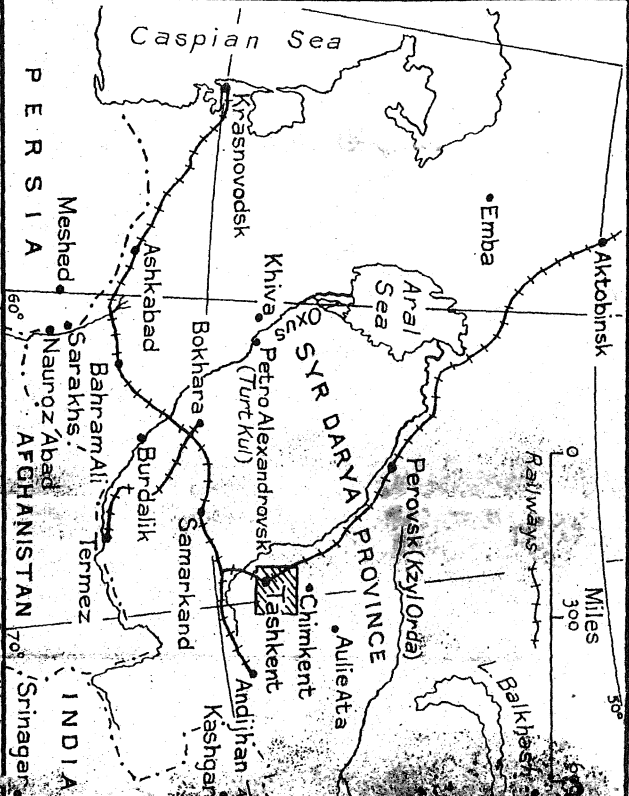 Caspian Sea
Krasnovodsk
PERSIA
Meshed
Ashkabad
Sarakhs
Nauroz Abad
Bahram Ali
60°
Emba
Aktobinsk
Aral
Sea
Khiva
Oxus
Petro Alexandrovsk
(Turt Kul)
Bokhara
Burdalik
SYR DARYA PROVINCE
Perovsk (Kzyl Orda)
Railways
0
300
Miles
AFGHANISTAN
Termez
Samarkand
Tashkent
Chimkent
Aulie Ata
Andijhan
Kashgar
L. Balkhash
50°
70°
Srinagar
INDIA